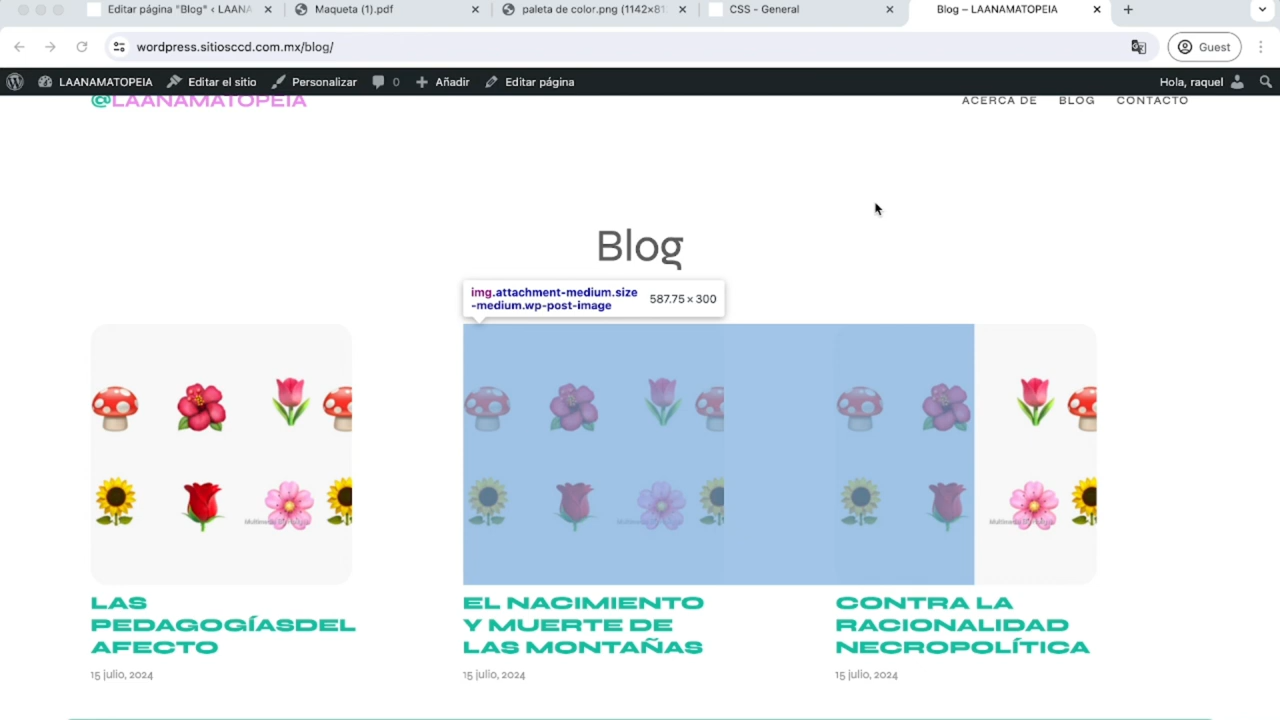 Editar página "Blog" ‹ LAANA
Maqueta (1).pdf
paleta de color.png (1142×81
CSS - General
Blog – LAANAMATOPEIA
wordpress.sitiosccd.com.mx/blog/
Guest
LAANAMATOPEIA
Editar el sitio
Personalizar
0
Añadir
Editar página
Hola, raquel
@LAANAMATOPEIA
ACERCA DE
BLOG
CONTACTO
Blog
img.attachment-medium.size
-medium.wp-post-image
587.75 × 300
LAS
PEDAGOGÍASDEL
AFECTO
15 julio, 2024
EL NACIMIENTO
Y MUERTE DE
LAS MONTAÑAS
15 julio, 2024
CONTRA LA
RACIONALIDAD
NECROPOLÍTICA
15 julio, 2024